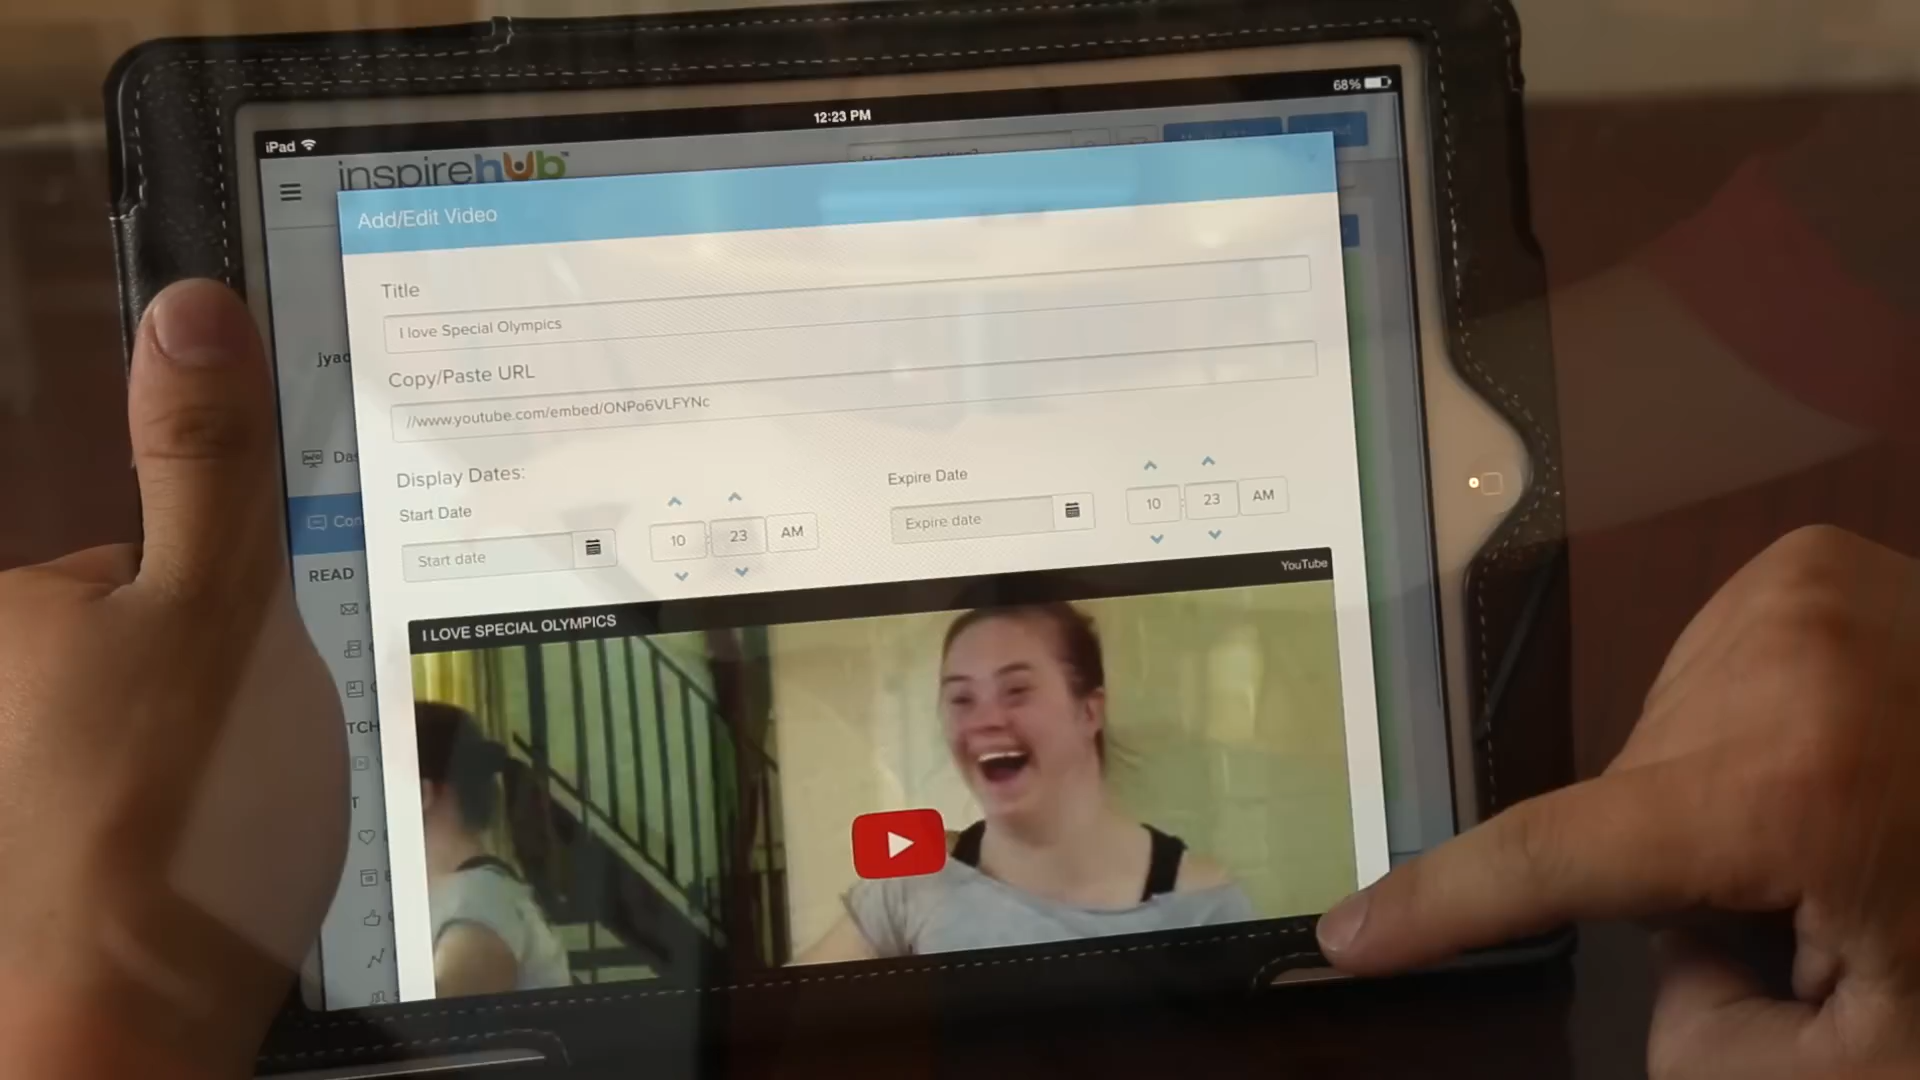 68%
12:23 PM
iPad
inspirehub™
Add/Edit Video
Title
I love Special Olympics
Copy/Paste URL
//www.youtube.com/embed/ONPo6VLFYNc
Display Dates:
Start Date
Start date
10 : 23 AM
Expire Date
Expire date
10 : 23 AM
READ
YouTube
I LOVE SPECIAL OLYMPICS